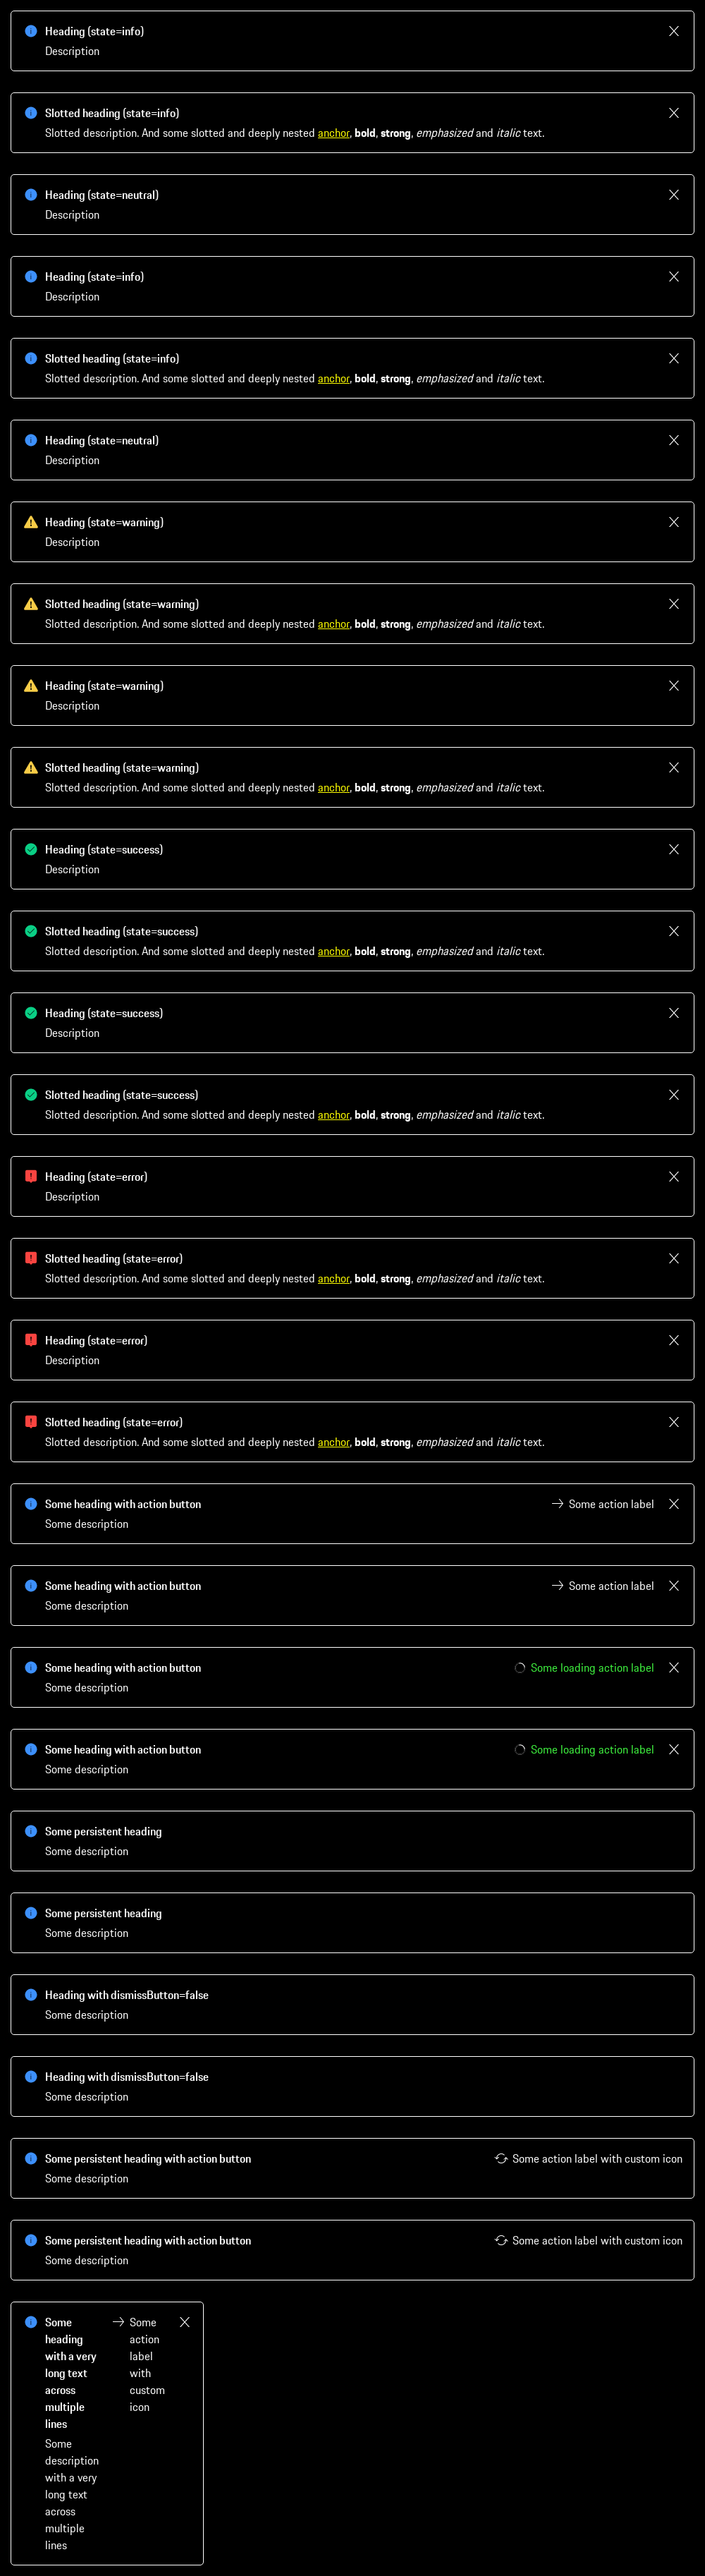 Heading (state=info)
Description
Slotted heading (state=info)
Slotted description. And some slotted and deeply nested anchor, bold, strong, emphasized and italic text.
Heading (state=neutral)
Description
Heading (state=info)
Description
Slotted heading (state=info)
Slotted description. And some slotted and deeply nested anchor, bold, strong, emphasized and italic text.
Heading (state=neutral)
Description
Heading (state=warning)
Description
Slotted heading (state=warning)
Slotted description. And some slotted and deeply nested anchor, bold, strong, emphasized and italic text.
Heading (state=warning)
Description
Slotted heading (state=warning)
Slotted description. And some slotted and deeply nested anchor, bold, strong, emphasized and italic text.
Heading (state=success)
Description
Slotted heading (state=success)
Slotted description. And some slotted and deeply nested anchor, bold, strong, emphasized and italic text.
Heading (state=success)
Description
Slotted heading (state=success)
Slotted description. And some slotted and deeply nested anchor, bold, strong, emphasized and italic text.
Heading (state=error)
Description
Slotted heading (state=error)
Slotted description. And some slotted and deeply nested anchor, bold, strong, emphasized and italic text.
Heading (state=error)
Description
Slotted heading (state=error)
Slotted description. And some slotted and deeply nested anchor, bold, strong, emphasized and italic text.
Some heading with action button
Some action label
Some description
Some heading with action button
Some action label
Some description
Some heading with action button
Some loading action label
Some description
Some heading with action button
Some loading action label
Some description
Some persistent heading
Some description
Some persistent heading
Some description
Heading with dismissButton=false
Some description
Heading with dismissButton=false
Some description
Some persistent heading with action button
Some action label with custom icon
Some description
Some persistent heading with action button
Some action label with custom icon
Some description
Some
heading
with a very
long text
across
multiple
lines
Some
description
with a very
long text
across
multiple
lines
Some
action
label
with
custom
icon